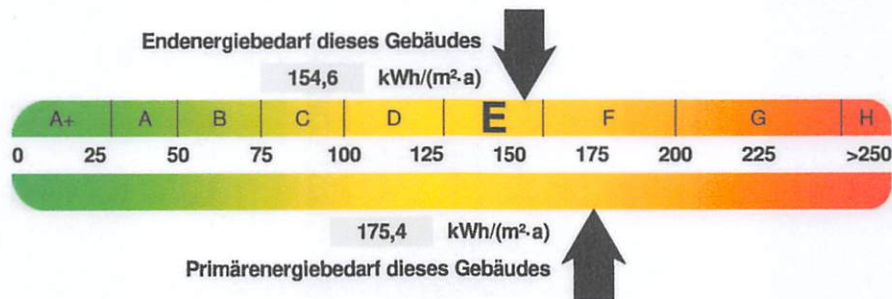 Endenergiebedarf dieses Gebäudes
154,6 kWh/(m²·a)
A+ A B C D E F G H
0 25 50 75 100 125 150 175 200 225 >250
175,4 kWh/(m²·a)
Primärenergiebedarf dieses Gebäudes